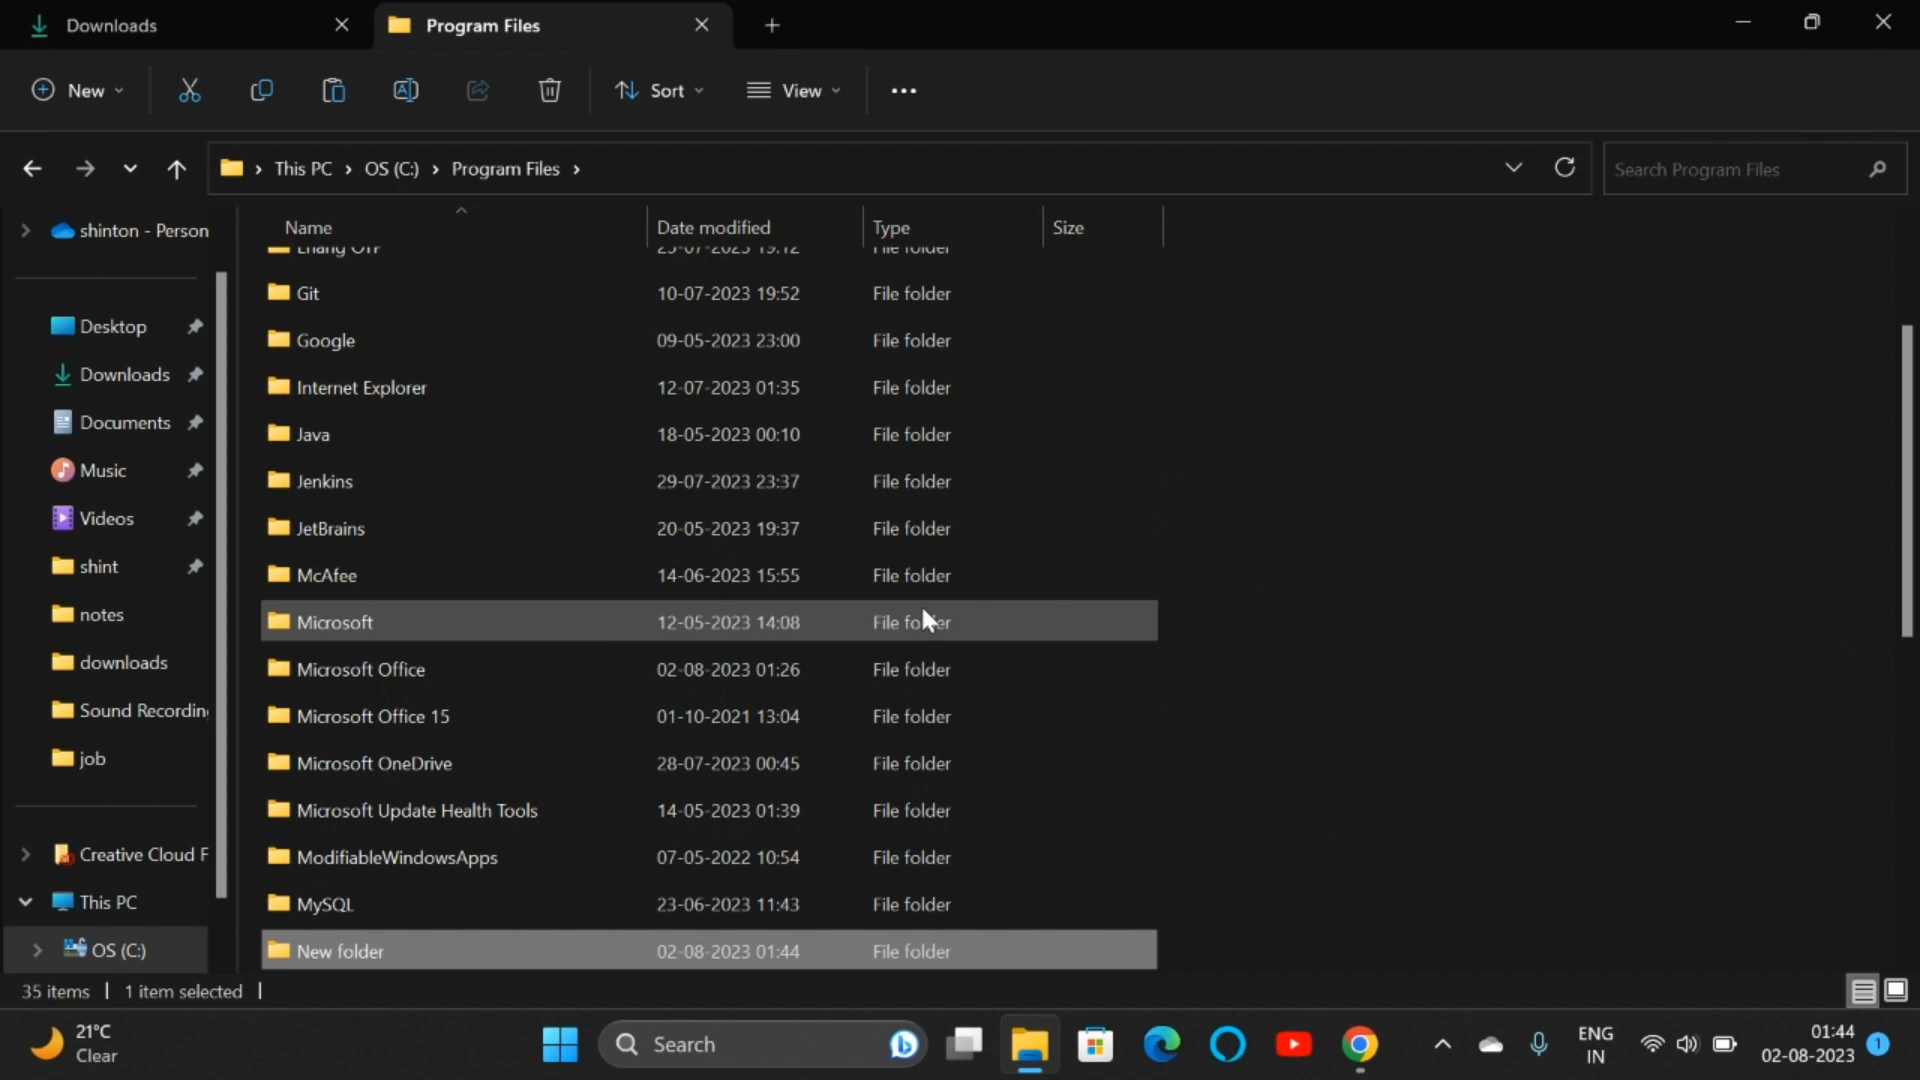 Downloads
Program Files
New
Sort
View
This PC
OS (C:)
Program Files
Search Program Files
shinton - Person
Desktop
Downloads
Documents
Music
Videos
shint
notes
downloads
Sound Recordin
job
Creative Cloud F
This PC
OS (C:)
Name Date modified Type Size
Git 10-07-2023 19:52 File folder
Google 09-05-2023 23:00 File folder
Internet Explorer 12-07-2023 01:35 File folder
Java 18-05-2023 00:10 File folder
Jenkins 29-07-2023 23:37 File folder
JetBrains 20-05-2023 19:37 File folder
McAfee 14-06-2023 15:55 File folder
Microsoft 12-05-2023 14:08 File folder
Microsoft Office 02-08-2023 01:26 File folder
Microsoft Office 15 01-10-2021 13:04 File folder
Microsoft OneDrive 28-07-2023 00:45 File folder
Microsoft Update Health Tools 14-05-2023 01:39 File folder
ModifiableWindowsApps 07-05-2022 10:54 File folder
MySQL 23-06-2023 11:43 File folder
New folder 02-08-2023 01:44 File folder
35 items 1 item selected
21°C
Clear
Search
ENG
IN
01:44
02-08-2023
1